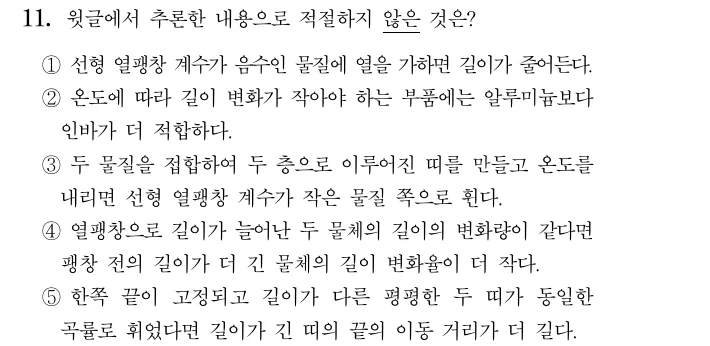 11. 윗글에서 추론한 내용으로 적절하지 않은 것은?
① 선형 열팽창 계수가 음수인 물질에 열을 가하면 길이가 줄어든다.
② 온도에 따라 길이 변화가 작아야 하는 부품에는 알루미늄보다
인바가 더 적합하다.
③ 두 물질을 접합하여 두 층으로 이루어진 띠를 만들고 온도를
내리면 선형 열팽창 계수가 작은 물질 쪽으로 휜다.
④ 열팽창으로 길이가 늘어난 두 물체의 길이의 변화량이 같다면
팽창 전의 길이가 더 긴 물체의 길이 변화율이 더 작다.
⑤ 한쪽 끝이 고정되고 길이가 다른 평평한 두 띠가 동일한
곡률로 휘었다면 길이가 긴 띠의 끝의 이동 거리가 더 길다.